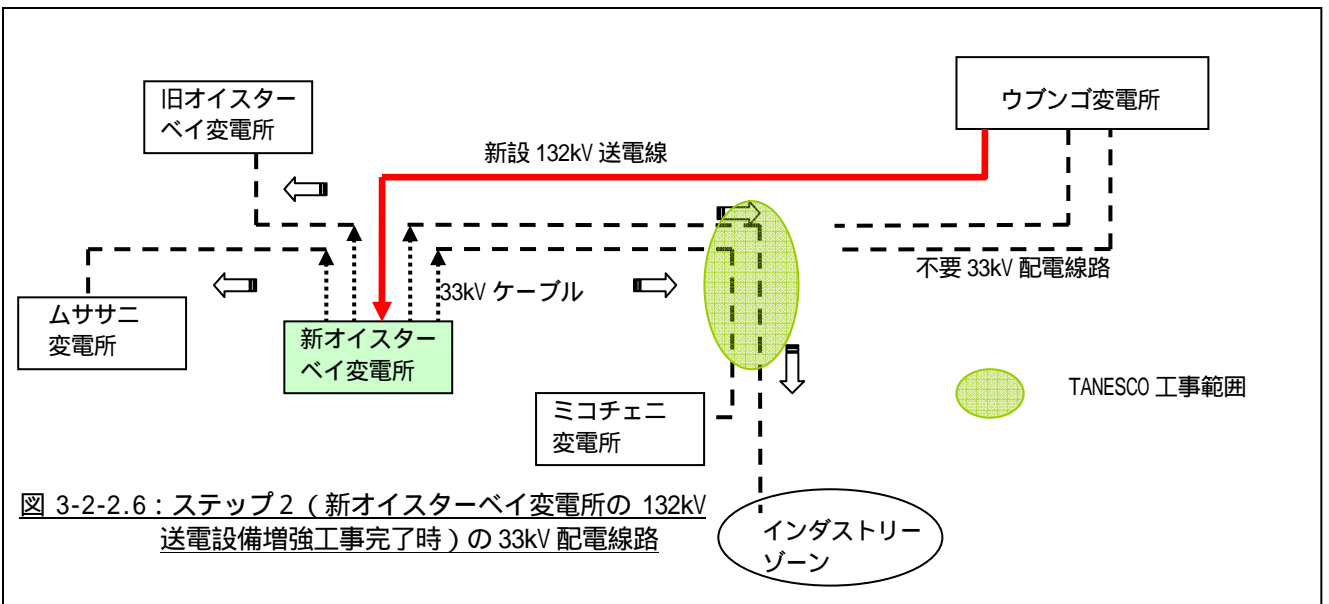 旧オイスター
ベイ変電所
ウブンゴ変電所
新設 132kV 送電線
不要 33kV 配電線路
33kV ケーブル
ムササニ
変電所
新オイスター
ベイ変電所
TANESCO 工事範囲
ミコチェニ
変電所
図 3-2-2.6：ステップ２（新オイスターベイ変電所の 132kV
送電設備増強工事完了時）の 33kV 配電線路
インダストリー
ゾーン